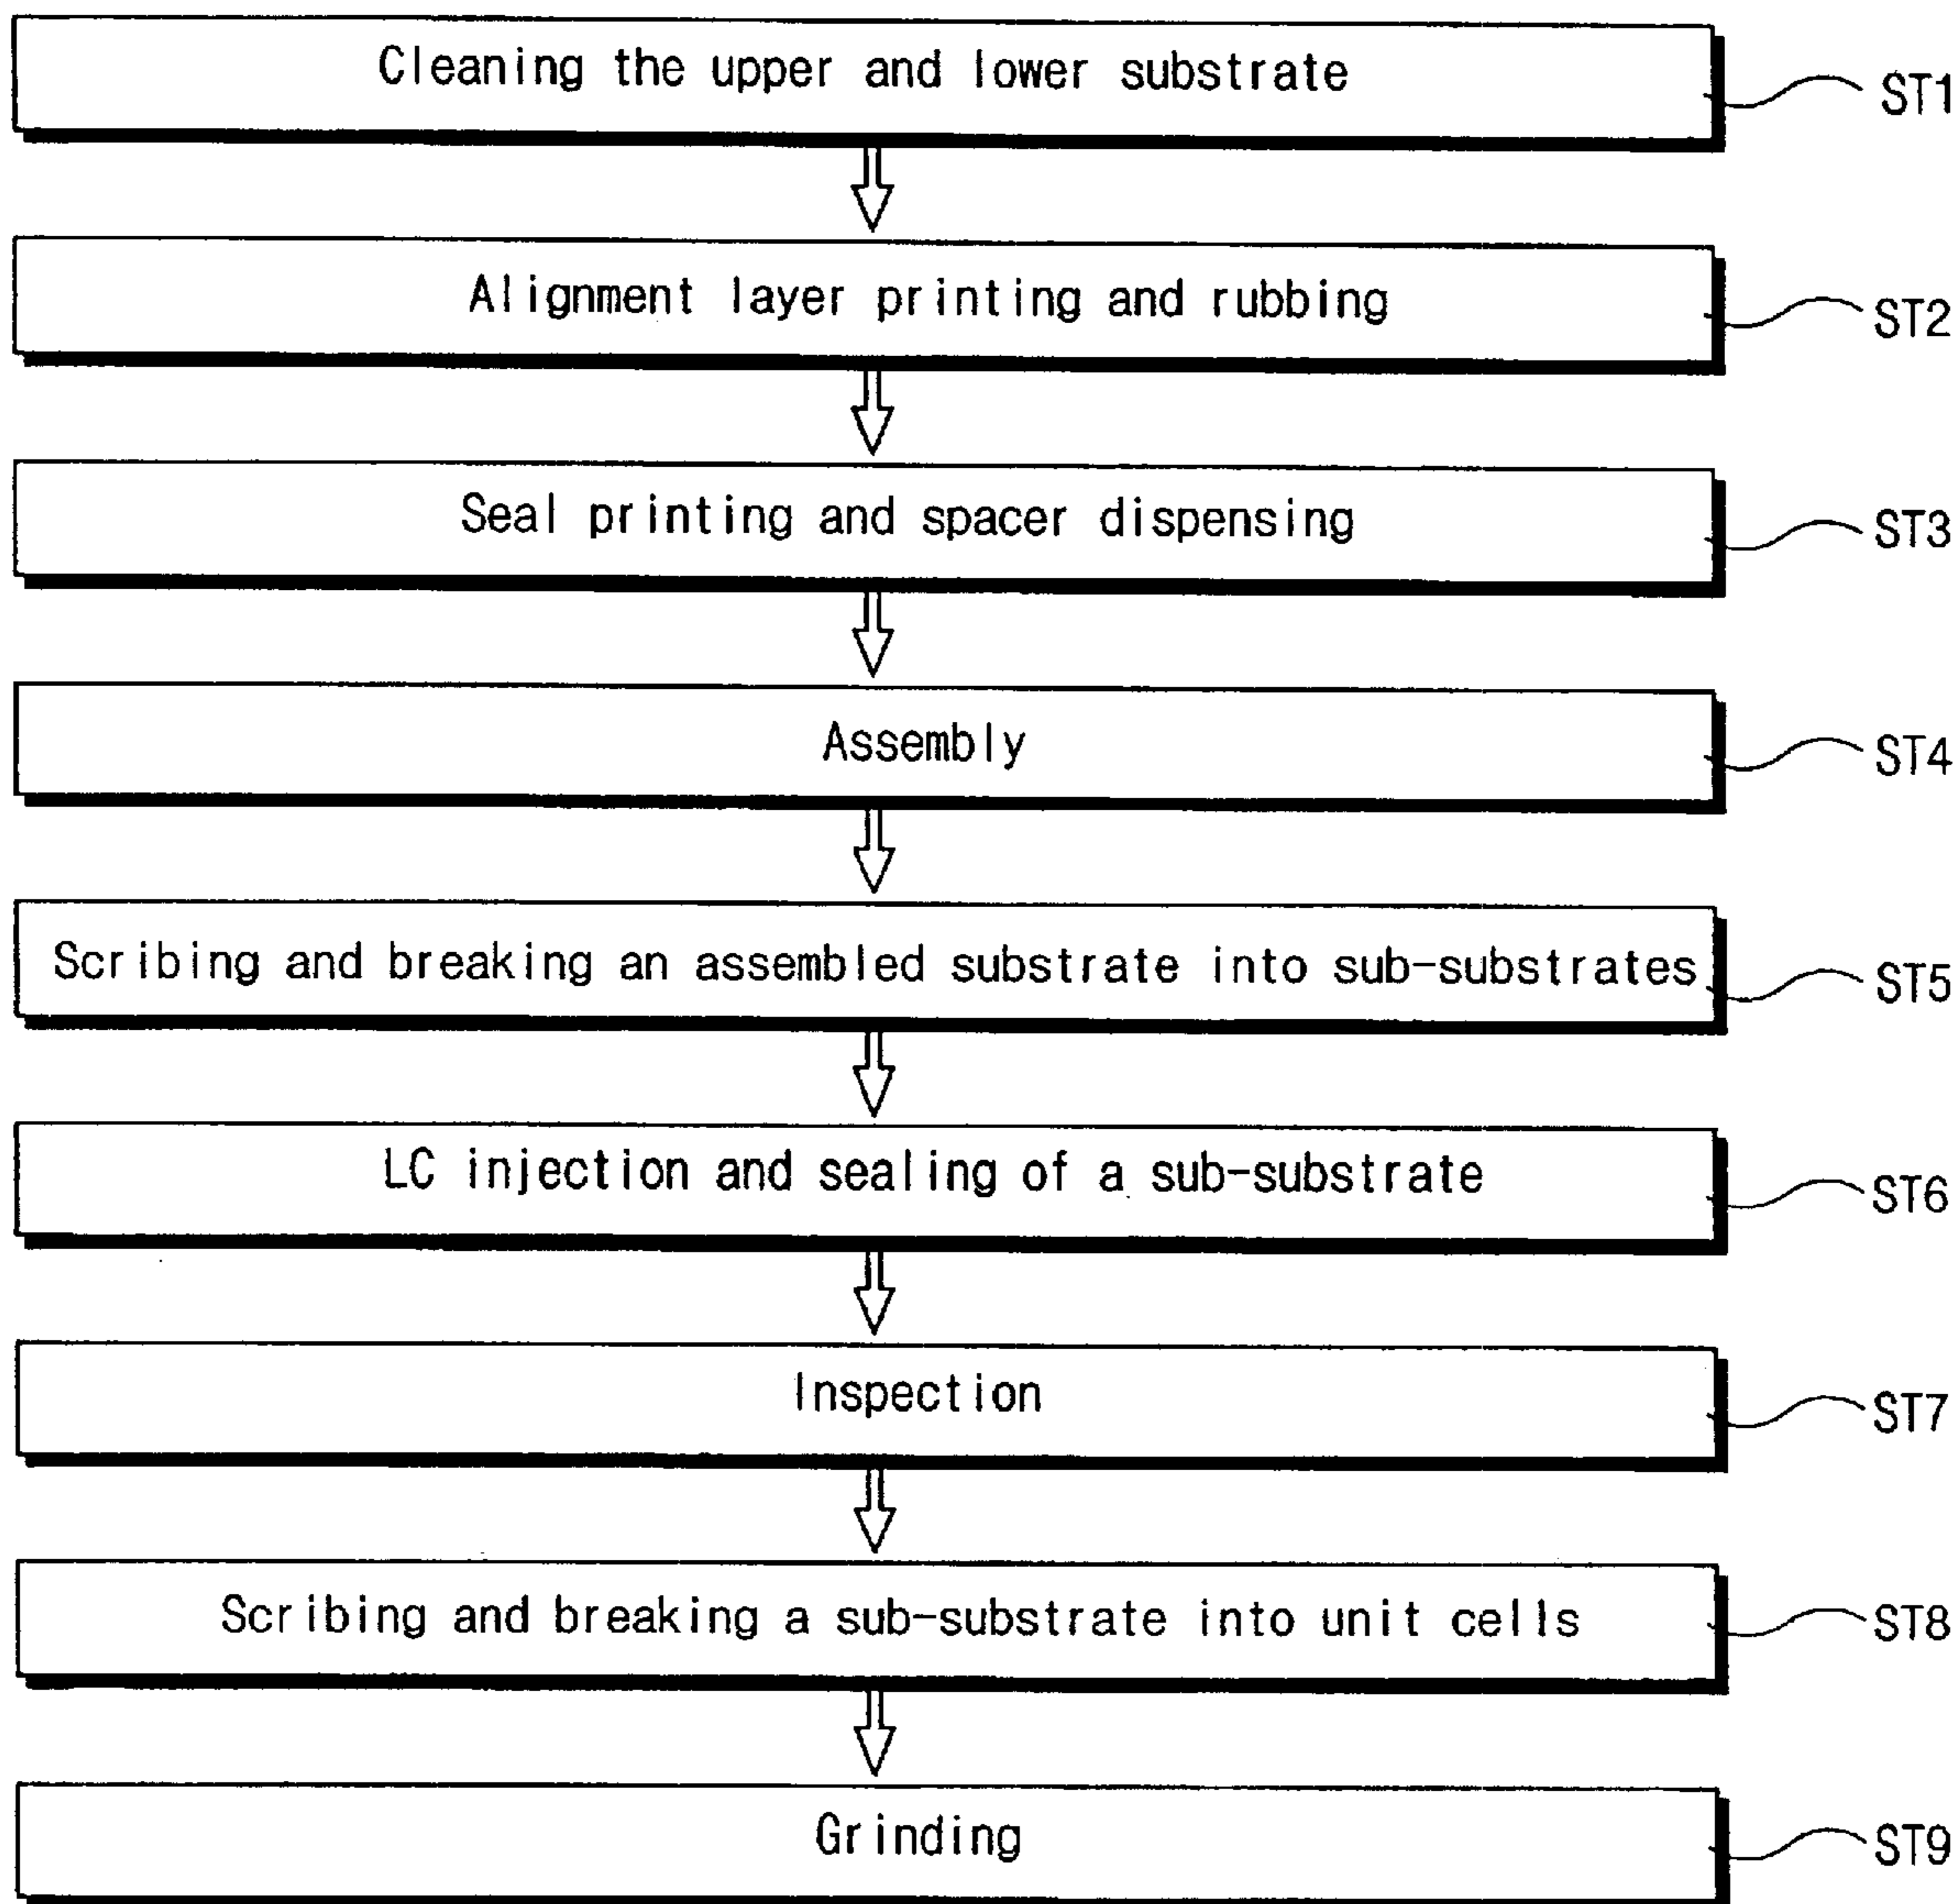 Cleaning the upper and lower substrate ST1
Alignment layer printing and rubbing ST2
Seal printing and spacer dispensing ST3
Assembly ST4
Scribing and breaking an assembled substrate into sub-substrates ST5
LC injection and sealing of a sub-substrate ST6
Inspection ST7
Scribing and breaking a sub-substrate into unit cells ST8
Grinding ST9